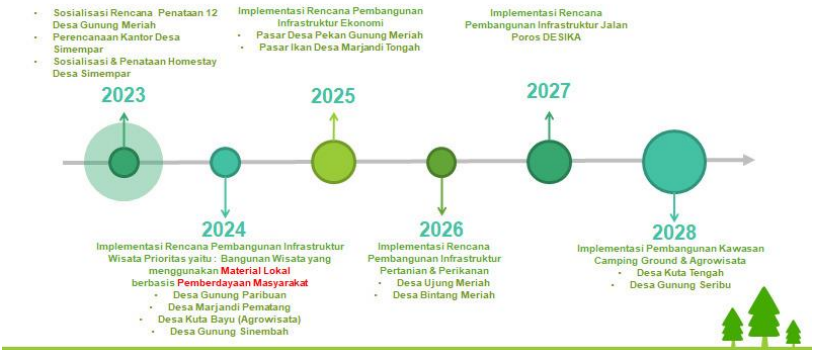 • Sosialisasi Rencana Penataan 12
Desa Gunung Meriah
• Perencanaan Kantor Desa
Simempar
• Sosialisasi & Penataan Homestay
Desa Simempar
2023
Implementasi Rencana Pembangunan Infrastruktur
Wisata Prioritas yaitu : Bangunan Wisata yang
menggunakan Material Lokal
berbasis Pemberdayaan Masyarakat
• Desa Gunung Paribuan
• Desa Marjandi Pematang
• Desa Kuta Bayu (Agrowisata)
• Desa Gunung Sinembah
2024
Implementasi Rencana Pembangunan
Infrastruktur Ekonomi
• Pasar Desa Pekan Gunung Meriah
• Pasar Ikan Desa Marjandi Tongah
2025
2026
Implementasi Rencana
Pembangunan Infrastruktur
Pertanian & Perikanan
• Desa Ujung Meriah
• Desa Bintang Meriah
Implementasi Rencana
Pembangunan Infrastruktur Jalan
Poros DESIKA
2027
2028
Implementasi Pembangunan Kawasan
Camping Ground & Agrowisata
• Desa Kuta Tengah
• Desa Gunung Seribu